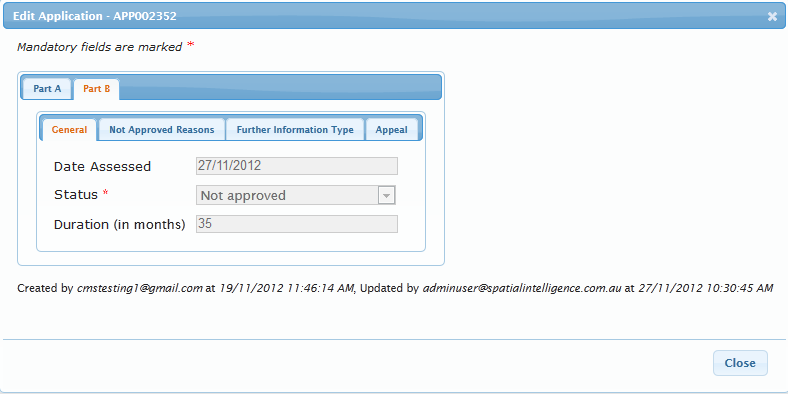 Edit Application - APP002352
Mandatory fields are marked *
Part A Part B
General Not Approved Reasons Further Information Type Appeal
Date Assessed 27/11/2012
Status * Not approved
Duration (in months) 35
Created by cmstesting1@gmail.com at 19/11/2012 11:46:14 AM, Updated by adminuser@spatialintelligence.com.au at 27/11/2012 10:30:45 AM
Close